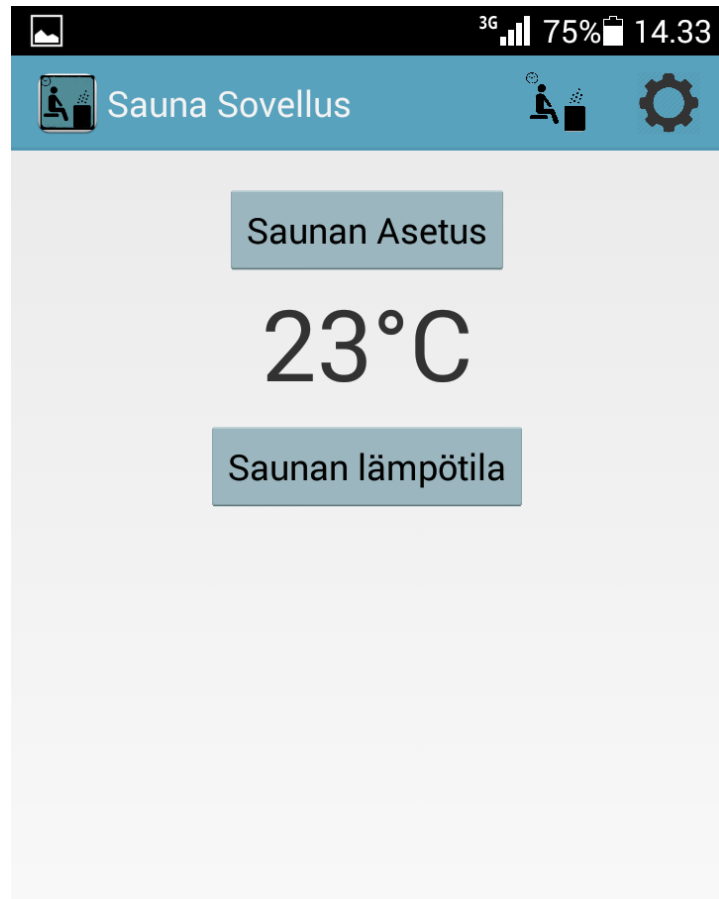 3G 75% 14.33
Sauna Sovellus
Saunan Asetus
23°C
Saunan lämpötila